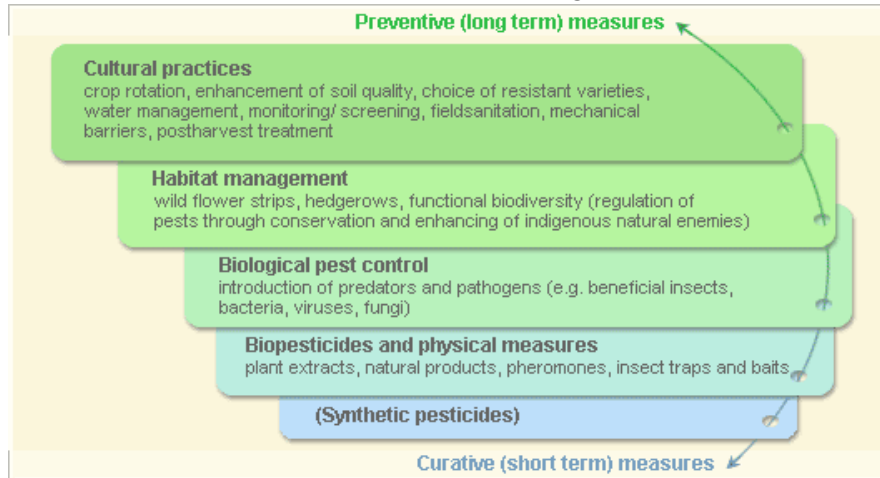 Preventive (long term) measures
Cultural practices
crop rotation, enhancement of soil quality, choice of resistant varieties,
water management, monitoring/ screening, fieldsanitation, mechanical
barriers, postharvest treatment
Habitat management
wild flower strips, hedgerows, functional biodiversity (regulation of
pests through conservation and enhancing of indigenous natural enemies)
Biological pest control
introduction of predators and pathogens (e.g. beneficial insects,
bacteria, viruses, fungi)
Biopesticides and physical measures
plant extracts, natural products, pheromones, insect traps and baits
(Synthetic pesticides)
Curative (short term) measures